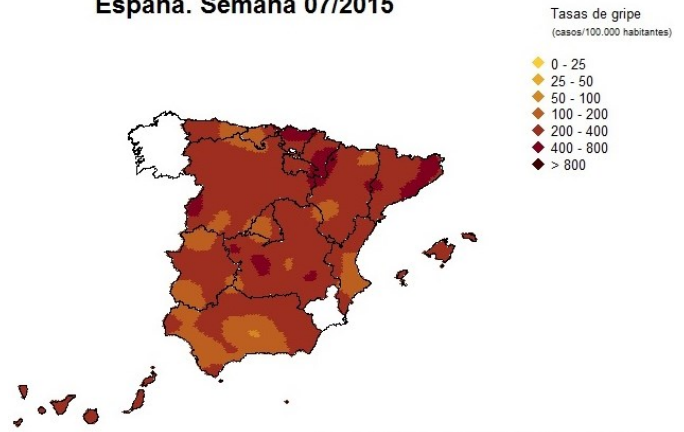 España. Semana 07/2015
Tasas de gripe
(casos/100.000 habitantes)
0 - 25
25 - 50
50 - 100
100 - 200
200 - 400
400 - 800
> 800